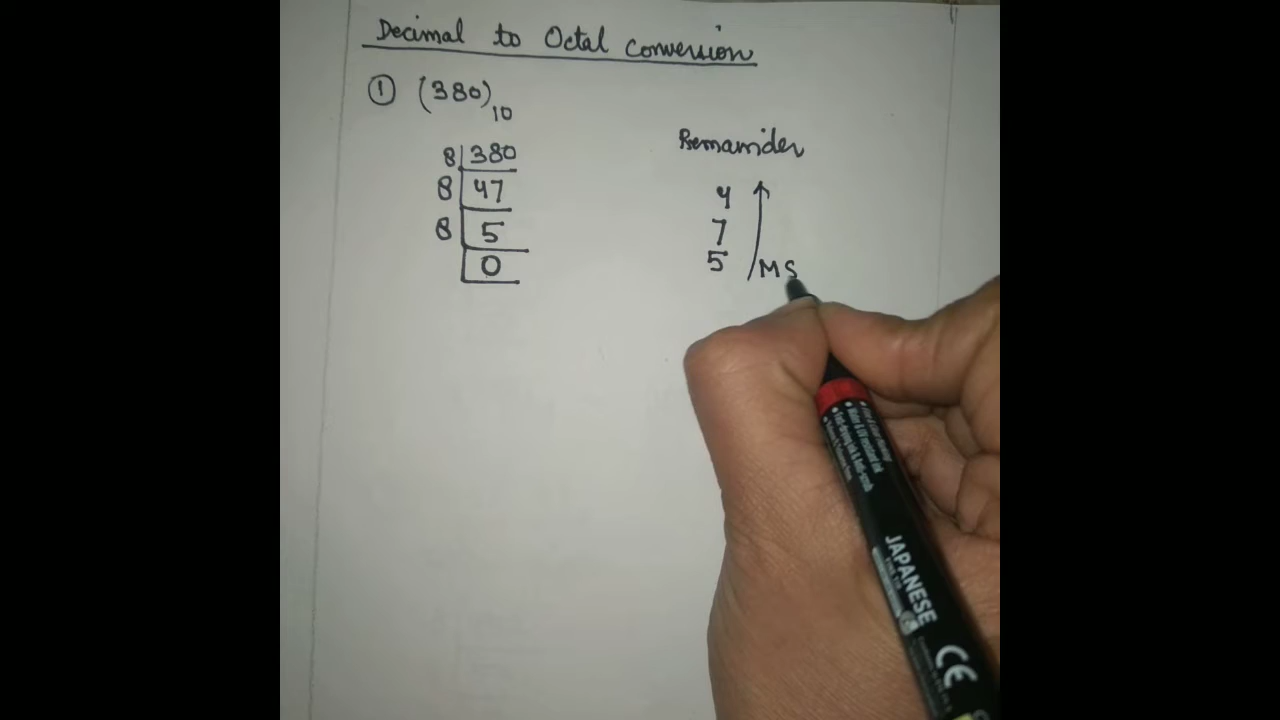 Decimal to Octal Conversion
① (380)₁₀
Remainder
8 380
8 47 4
8 5 7
0 5 MS
JAPANESE
CE